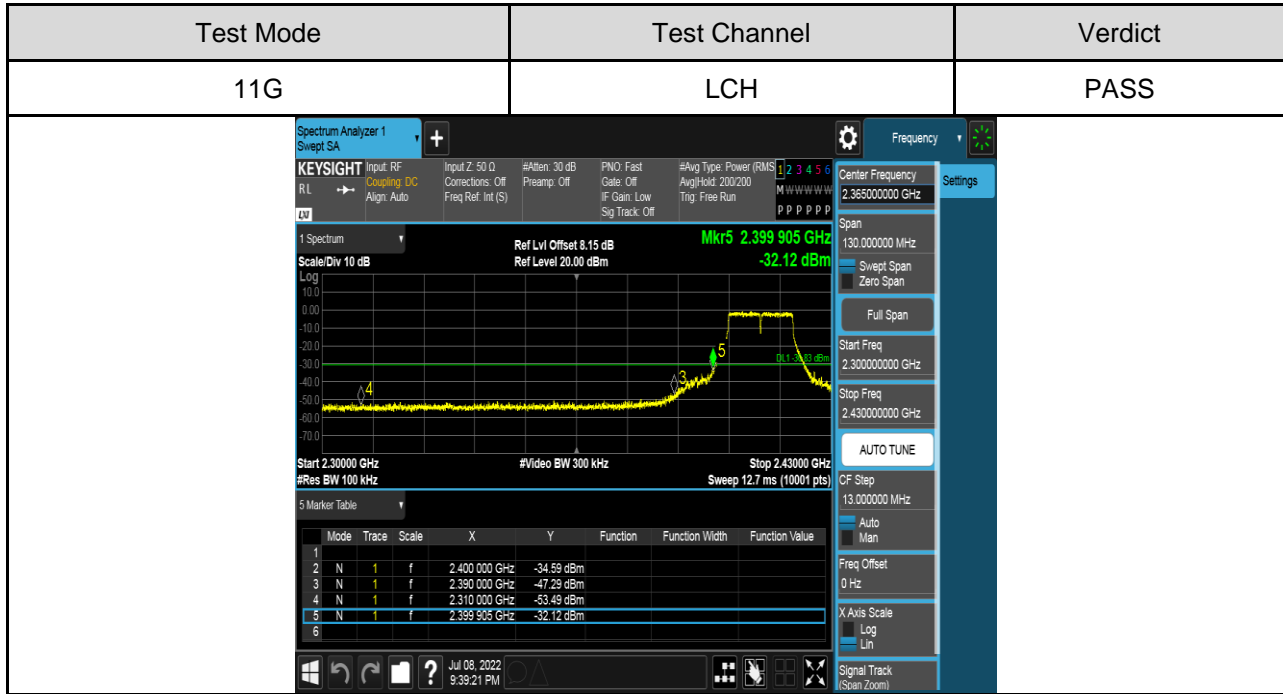 Test Mode Test Channel Verdict
11G LCH PASS
Spectrum Analyzer 1
Swept SA
+
Frequency
KEYSIGHT Input: RF Input Z: 50 Ω #Atten: 30 dB PNO: Fast #Avg Type: Power (RMS 1 2 3 4 5 6
RL Coupling: DC Corrections: Off Preamp: Off Gate: Off Avg|Hold: 200/200 M W W W W W
Align: Auto Freq Ref: Int (S) IF Gain: Low Trig: Free Run
LXI Sig Track: Off P P P P P P
1 Spectrum
Ref Lvl Offset 8.15 dB Mkr5 2.399 905 GHz
Scale/Div 10 dB Ref Level 20.00 dBm -32.12 dBm
Log
10.0
0.00
-10.0
-20.0
-30.0
-40.0
-50.0
-60.0
-70.0
5
3
4
Start 2.30000 GHz #Video BW 300 kHz Stop 2.43000 GHz
#Res BW 100 kHz Sweep 12.7 ms (10001 pts)
5 Marker Table
Mode Trace Scale X Y Function Function Width Function Value
1
2 N 1 f 2.400 000 GHz -34.59 dBm
3 N 1 f 2.390 000 GHz -47.29 dBm
4 N 1 f 2.310 000 GHz -53.49 dBm
5 N 1 f 2.399 905 GHz -32.12 dBm
6
? Jul 08, 2022
9:39:21 PM
Center Frequency
2.365000000 GHz
Settings
Span
130.000000 MHz
Swept Span
Zero Span
Full Span
Start Freq
2.300000000 GHz
Stop Freq
2.430000000 GHz
AUTO TUNE
CF Step
13.000000 MHz
Auto
Man
Freq Offset
0 Hz
X Axis Scale
Log
Lin
Signal Track
(Span Zoom)